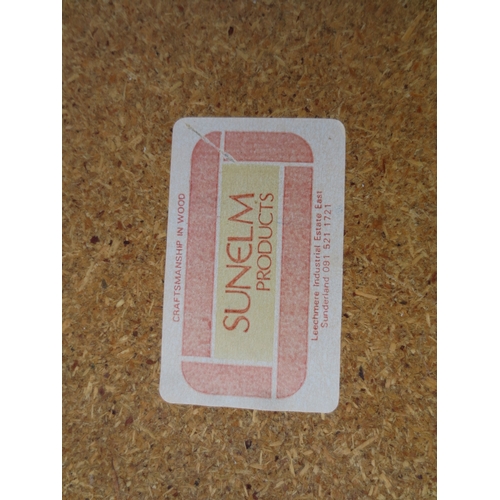 CRAFTSMANSHIP IN WOOD
SUNELM
PRODUCTS
Leechmere Industrial Estate East
Sunderland 091 521 1721